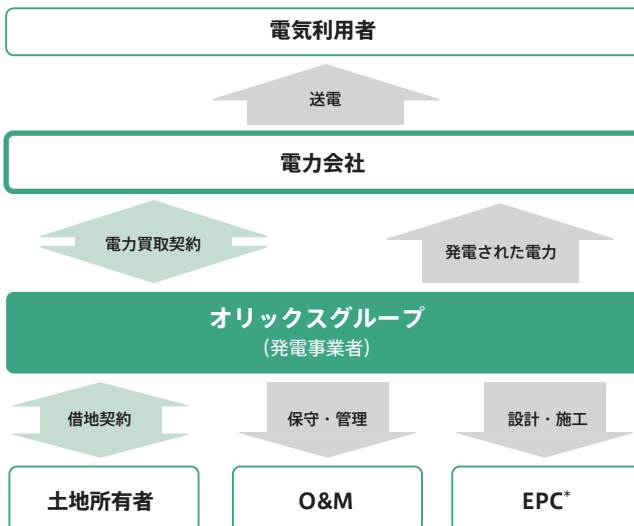 電気利用者
送電
電力会社
電力買取契約
発電された電力
オリックスグループ
(発電事業者)
借地契約
保守・管理
設計・施工
土地所有者
O&M
EPC*